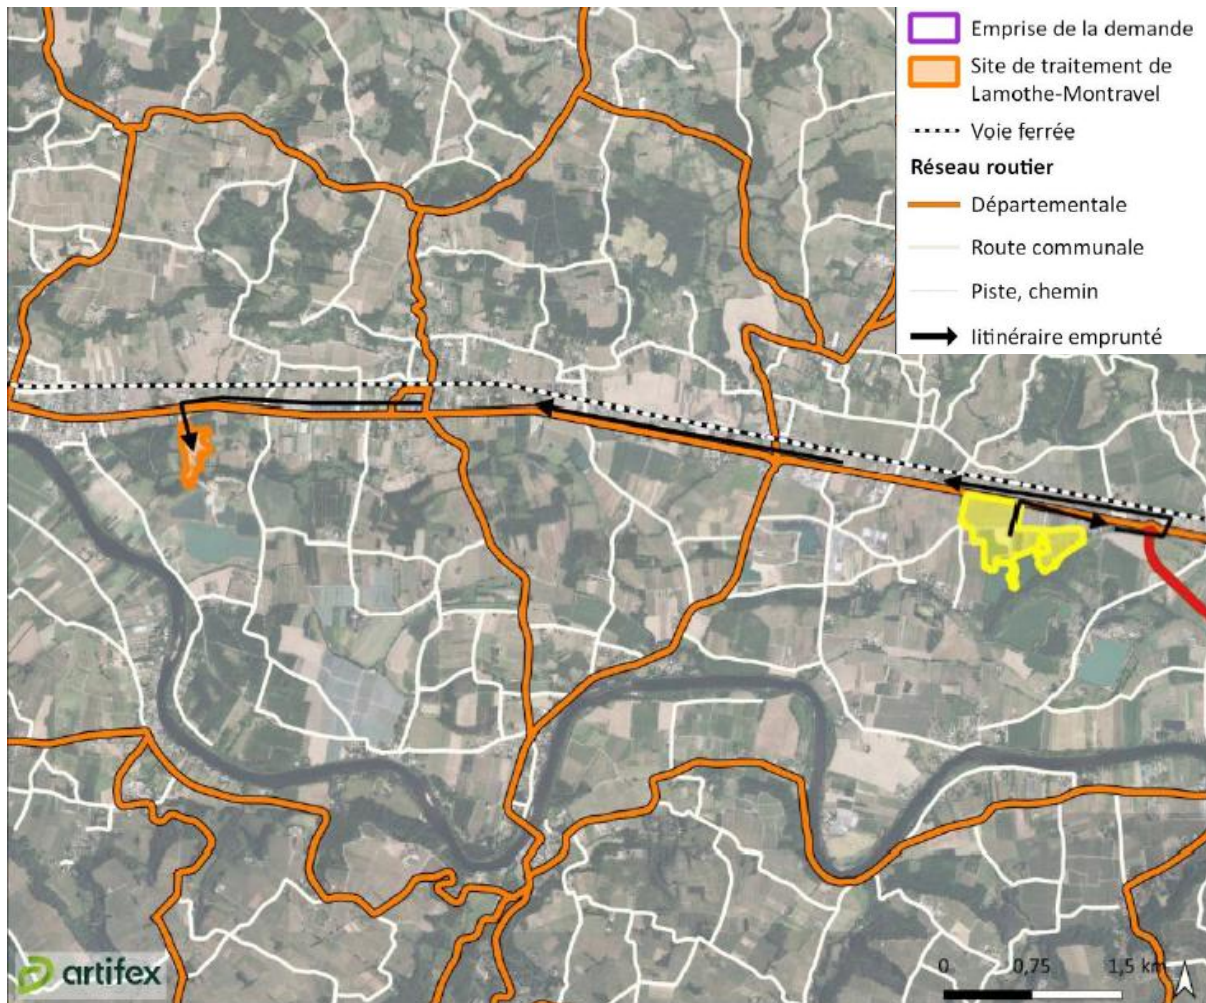 Emprise de la demande
Site de traitement de
Lamothe-Montravel
Voie ferrée
Réseau routier
Départementale
Route communale
Piste, chemin
Iitinéraire emprunté
artifex
0 0,75 1,5 km